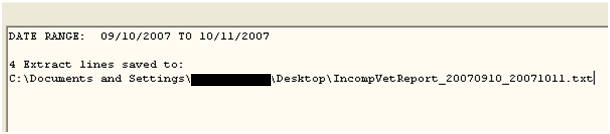 DATE RANGE:  09/10/2007 TO 10/11/2007
4 Extract lines saved to:
C:\Documents and Settings\ \Desktop\IncompVetReport_20070910_20071011.txt